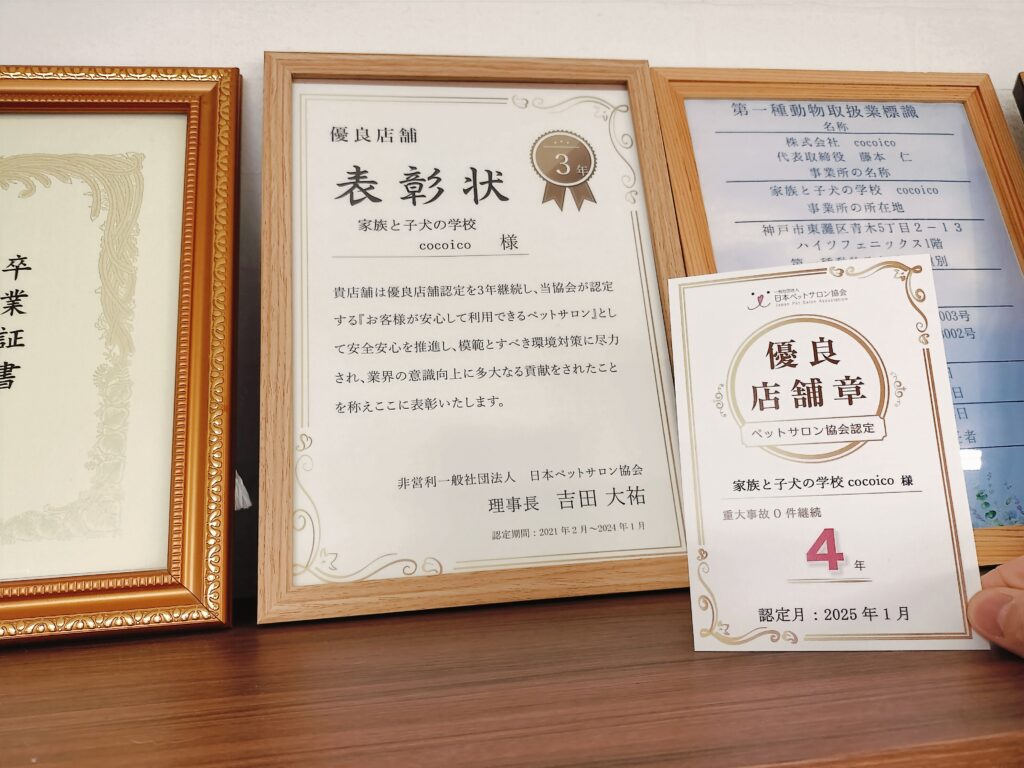 卒業証書
優良店舗
表彰状
3年
家族と子犬の学校
cocoico 様
貴店舗は優良店舗認定を3年継続し、当協会が認定
する『お客様が安心して利用できるペットサロン』とし
て安全安心を推進し、模範とすべき環境対策に尽力
され、業界の意識向上に多大なる貢献をされたこと
を称えここに表彰いたします。
非営利一般社団法人 日本ペットサロン協会
理事長 吉田 大祐
認定期間:2021年2月~2024年1月
第一種動物取扱業標識
名称
株式会社 cocoico
代表取締役 藤本 仁
事業所の名称
家族と子犬の学校 cocoico
事業所の所在地
神戸市東灘区青木5丁目2-13
ハイツフェニックス1階
003号
002号
日
日
者
一般社団法人
日本ペットサロン協会
Japan Pet Salon Association
優良
店舗章
ペットサロン協会認定
家族と子犬の学校 cocoico 様
重大事故0件継続
4年
認定月:2025年1月